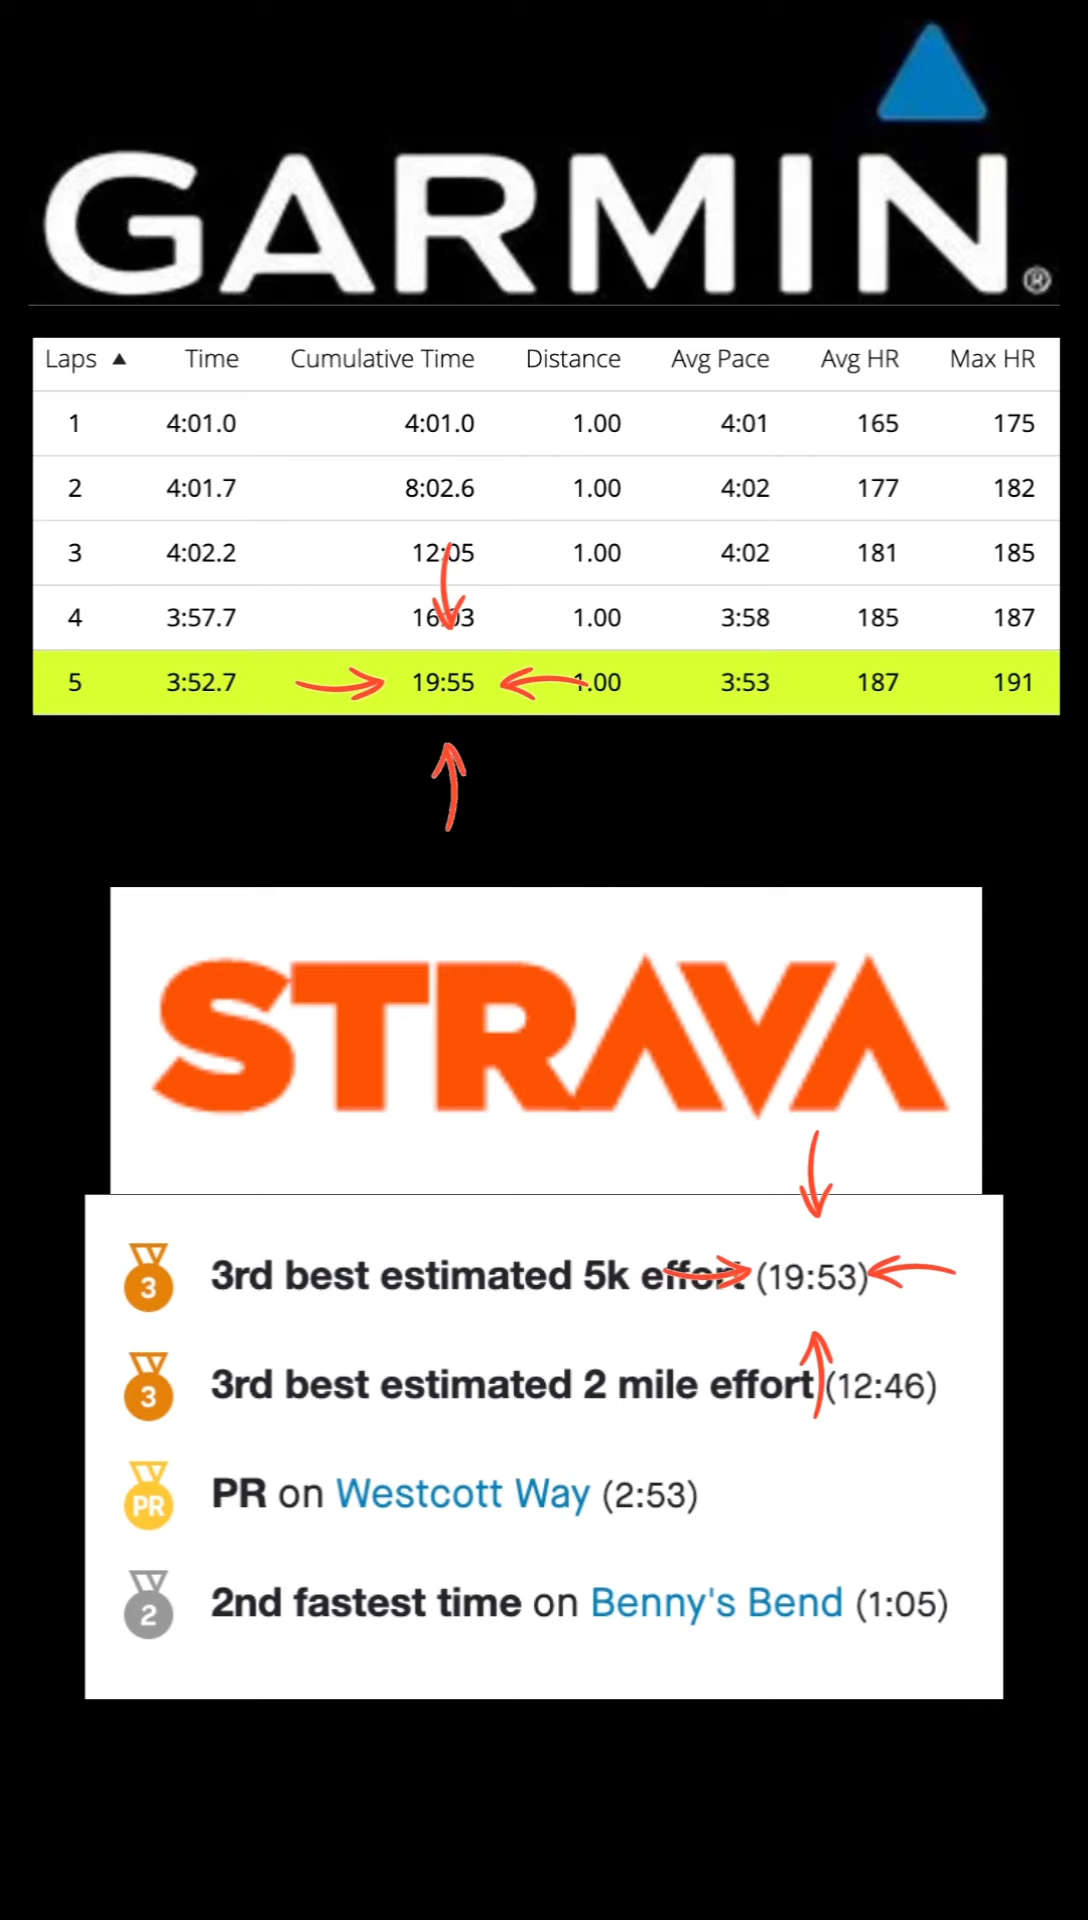 GARMIN®
Laps ▲ Time Cumulative Time Distance Avg Pace Avg HR Max HR
1 4:01.0 4:01.0 1.00 4:01 165 175
2 4:01.7 8:02.6 1.00 4:02 177 182
3 4:02.2 12:05 1.00 4:02 181 185
4 3:57.7 16:03 1.00 3:58 185 187
5 3:52.7 19:55 1.00 3:53 187 191
STRAVA
3 3rd best estimated 5k effort (19:53)
3 3rd best estimated 2 mile effort (12:46)
PR PR on Westcott Way (2:53)
2 2nd fastest time on Benny's Bend (1:05)